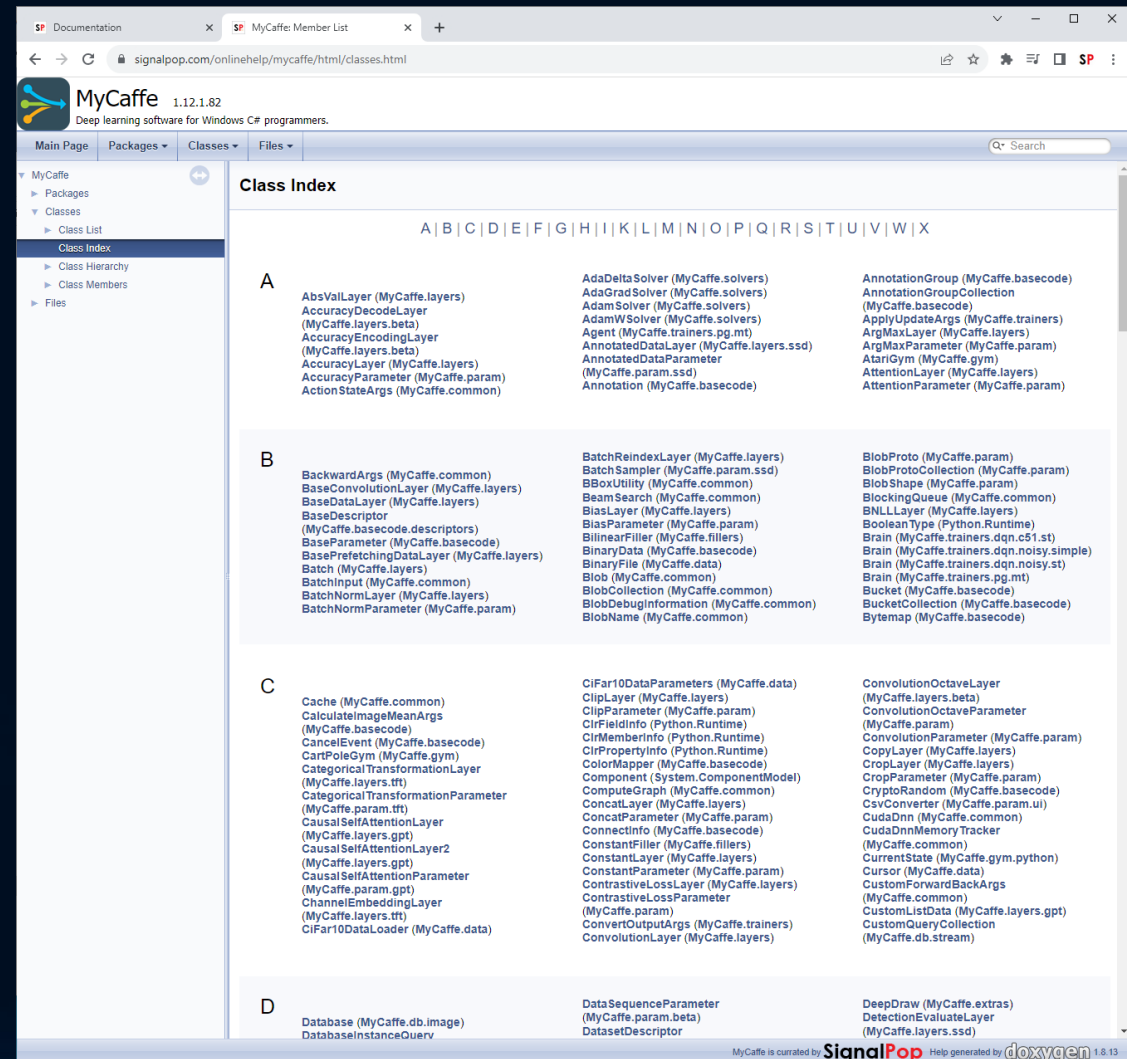 SP Documentation
SP MyCaffe: Member List
signalpop.com/onlinehelp/mycaffe/html/classes.html
SP
MyCaffe 1.12.1.82
Deep learning software for Windows C# programmers.
Main Page
Packages
Classes
Files
Search
MyCaffe
Packages
Classes
Class List
Class Index
Class Hierarchy
Class Members
Files
Class Index
A | B | C | D | E | F | G | H | I | K | L | M | N | O | P | Q | R | S | T | U | V | W | X
A
AbsValLayer (MyCaffe.layers)
AccuracyDecodeLayer
(MyCaffe.layers.beta)
AccuracyEncodingLayer
(MyCaffe.layers.beta)
AccuracyLayer (MyCaffe.layers)
AccuracyParameter (MyCaffe.param)
ActionStateArgs (MyCaffe.common)
AdaDeltaSolver (MyCaffe.solvers)
AdaGradSolver (MyCaffe.solvers)
AdamSolver (MyCaffe.solvers)
AdamWSolver (MyCaffe.solvers)
Agent (MyCaffe.trainers.pg.mt)
AnnotatedDataLayer (MyCaffe.layers.ssd)
AnnotatedDataParameter
(MyCaffe.param.ssd)
Annotation (MyCaffe.basecode)
AnnotationGroup (MyCaffe.basecode)
AnnotationGroupCollection
(MyCaffe.basecode)
ApplyUpdateArgs (MyCaffe.trainers)
ArgMaxLayer (MyCaffe.layers)
ArgMaxParameter (MyCaffe.param)
AtariGym (MyCaffe.gym)
AttentionLayer (MyCaffe.layers)
AttentionParameter (MyCaffe.param)
B
BackwardArgs (MyCaffe.common)
BaseConvolutionLayer (MyCaffe.layers)
BaseDataLayer (MyCaffe.layers)
BaseDescriptor
(MyCaffe.basecode.descriptors)
BaseParameter (MyCaffe.basecode)
BasePrefetchingDataLayer (MyCaffe.layers)
Batch (MyCaffe.layers)
BatchInput (MyCaffe.common)
BatchNormLayer (MyCaffe.layers)
BatchNormParameter (MyCaffe.param)
BatchReindexLayer (MyCaffe.layers)
BatchSampler (MyCaffe.param.ssd)
BBoxUtility (MyCaffe.common)
BeamSearch (MyCaffe.common)
BiasLayer (MyCaffe.layers)
BiasParameter (MyCaffe.param)
BilinearFiller (MyCaffe.fillers)
BinaryData (MyCaffe.basecode)
BinaryFile (MyCaffe.data)
Blob (MyCaffe.common)
BlobCollection (MyCaffe.common)
BlobDebugInformation (MyCaffe.common)
BlobName (MyCaffe.common)
BlobProto (MyCaffe.param)
BlobProtoCollection (MyCaffe.param)
BlobShape (MyCaffe.param)
BlockingQueue (MyCaffe.common)
BNLLLayer (MyCaffe.layers)
BooleanType (Python.Runtime)
Brain (MyCaffe.trainers.dqn.c51.st)
Brain (MyCaffe.trainers.dqn.noisy.simple)
Brain (MyCaffe.trainers.dqn.noisy.st)
Brain (MyCaffe.trainers.pg.mt)
Bucket (MyCaffe.basecode)
BucketCollection (MyCaffe.basecode)
Bytemap (MyCaffe.basecode)
C
Cache (MyCaffe.common)
CalculateImageMeanArgs
(MyCaffe.basecode)
CancelEvent (MyCaffe.basecode)
CartPoleGym (MyCaffe.gym)
CategoricalTransformationLayer
(MyCaffe.layers.tft)
CategoricalTransformationParameter
(MyCaffe.param.tft)
CausalSelfAttentionLayer
(MyCaffe.layers.gpt)
CausalSelfAttentionLayer2
(MyCaffe.layers.gpt)
CausalSelfAttentionParameter
(MyCaffe.param.gpt)
ChannelEmbeddingLayer
(MyCaffe.layers.tft)
CiFar10DataLoader (MyCaffe.data)
CiFar10DataParameters (MyCaffe.data)
ClipLayer (MyCaffe.layers)
ClipParameter (MyCaffe.param)
ClrFieldInfo (Python.Runtime)
ClrMemberInfo (Python.Runtime)
ClrPropertyInfo (Python.Runtime)
ColorMapper (MyCaffe.basecode)
Component (System.ComponentModel)
ComputeGraph (MyCaffe.common)
ConcatLayer (MyCaffe.layers)
ConcatParameter (MyCaffe.param)
ConnectInfo (MyCaffe.basecode)
ConstantFiller (MyCaffe.fillers)
ConstantLayer (MyCaffe.layers)
ConstantParameter (MyCaffe.param)
ContrastiveLossLayer (MyCaffe.layers)
ContrastiveLossParameter
(MyCaffe.param)
ConvertOutputArgs (MyCaffe.trainers)
ConvolutionLayer (MyCaffe.layers)
ConvolutionOctaveLayer
(MyCaffe.layers.beta)
ConvolutionOctaveParameter
(MyCaffe.param)
ConvolutionParameter (MyCaffe.param)
CopyLayer (MyCaffe.layers)
CropLayer (MyCaffe.layers)
CropParameter (MyCaffe.param)
CryptoRandom (MyCaffe.basecode)
CsvConverter (MyCaffe.param.ui)
CudaDnn (MyCaffe.common)
CudaDnnMemoryTracker
(MyCaffe.common)
CurrentState (MyCaffe.gym.python)
Cursor (MyCaffe.data)
CustomForwardBackArgs
(MyCaffe.common)
CustomListData (MyCaffe.layers.gpt)
CustomQueryCollection
(MyCaffe.db.stream)
D
Database (MyCaffe.db.image)
DatabaseInstanceQuery
DataSequenceParameter
(MyCaffe.param.beta)
DatasetDescriptor
DeepDraw (MyCaffe.extras)
DetectionEvaluateLayer
(MyCaffe.layers.ssd)
MyCaffe is currated by SignalPop Help generated by doxygen 1.8.13